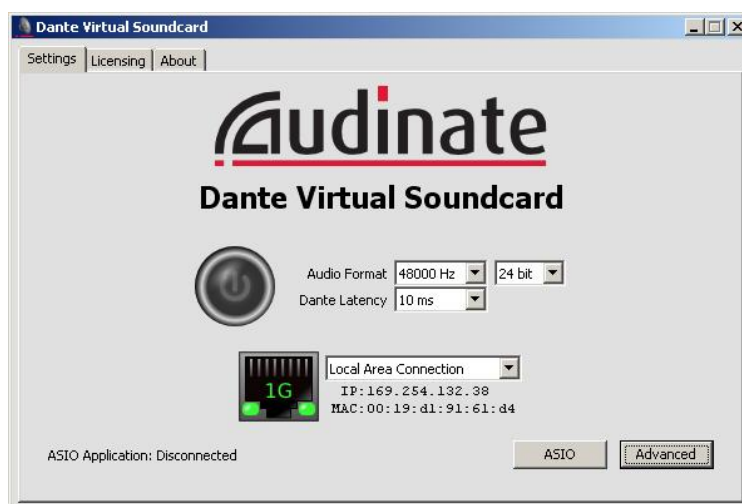 Dante Virtual Soundcard
Settings Licensing About
Audinate
Dante Virtual Soundcard
Audio Format 48000 Hz 24 bit
Dante Latency 10 ms
Local Area Connection
1G
IP:169.254.132.38
MAC:00:19:d1:91:61:d4
ASIO Application: Disconnected ASIO Advanced